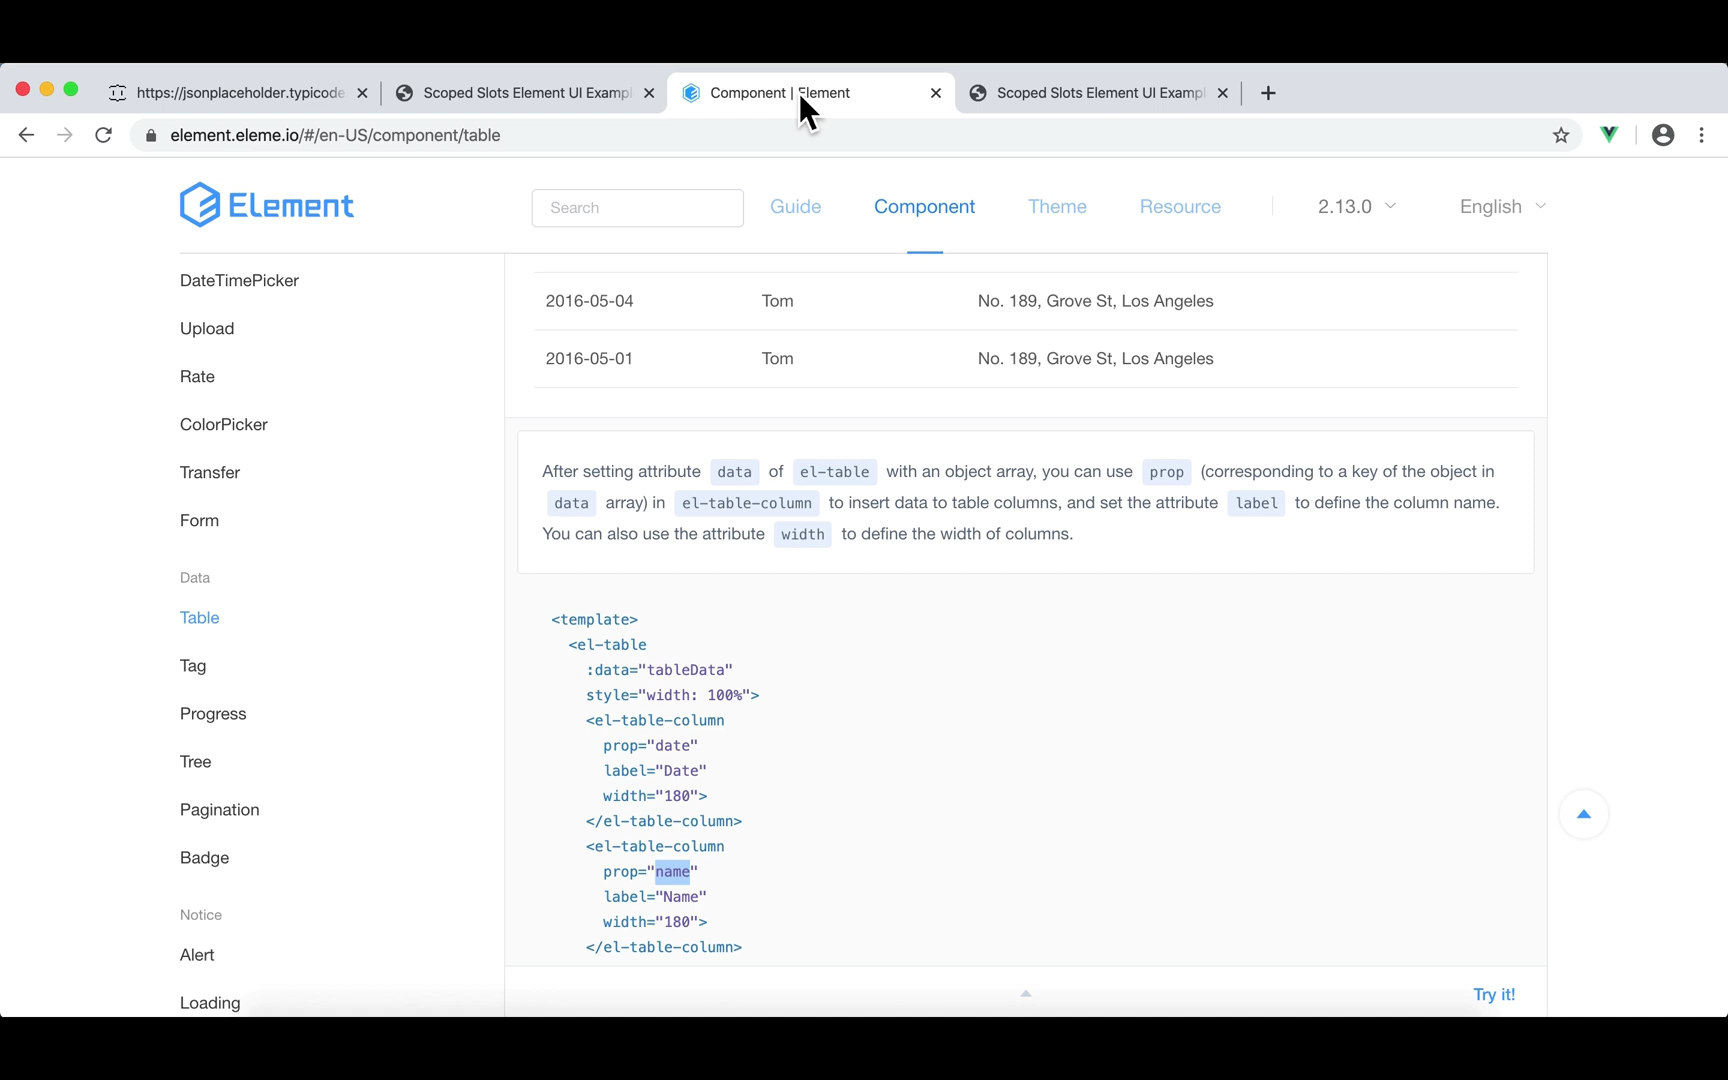 https://jsonplaceholder.typicode
Scoped Slots Element UI Exampl
Component | Element
Scoped Slots Element UI Exampl
element.eleme.io/#/en-US/component/table
Element
Search
Guide
Component
Theme
Resource
2.13.0
English
DateTimePicker
Upload
Rate
ColorPicker
Transfer
Form
Data
Table
Tag
Progress
Tree
Pagination
Badge
Notice
Alert
Loading
2016-05-04 Tom No. 189, Grove St, Los Angeles
2016-05-01 Tom No. 189, Grove St, Los Angeles
After setting attribute data of el-table with an object array, you can use prop (corresponding to a key of the object in
data array) in el-table-column to insert data to table columns, and set the attribute label to define the column name.
You can also use the attribute width to define the width of columns.
<template>
<el-table
:data="tableData"
style="width: 100%">
<el-table-column
prop="date"
label="Date"
width="180">
</el-table-column>
<el-table-column
prop="name"
label="Name"
width="180">
</el-table-column>
Try it!